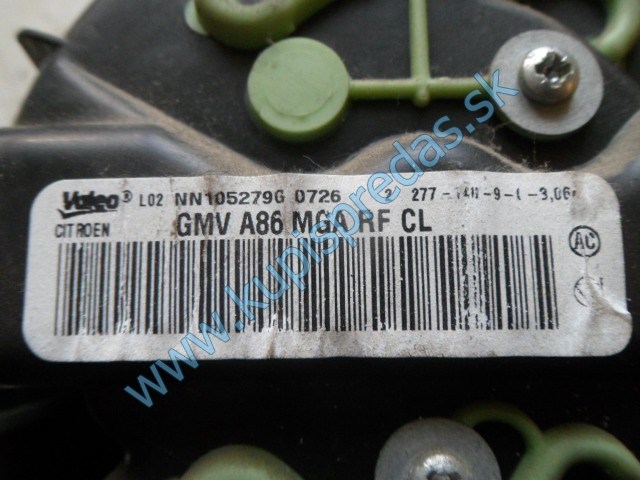 Valeo® L02 NN105279G 0726
CITROEN GMV A86 MGA RF CL
AC
www.kupispredas.sk